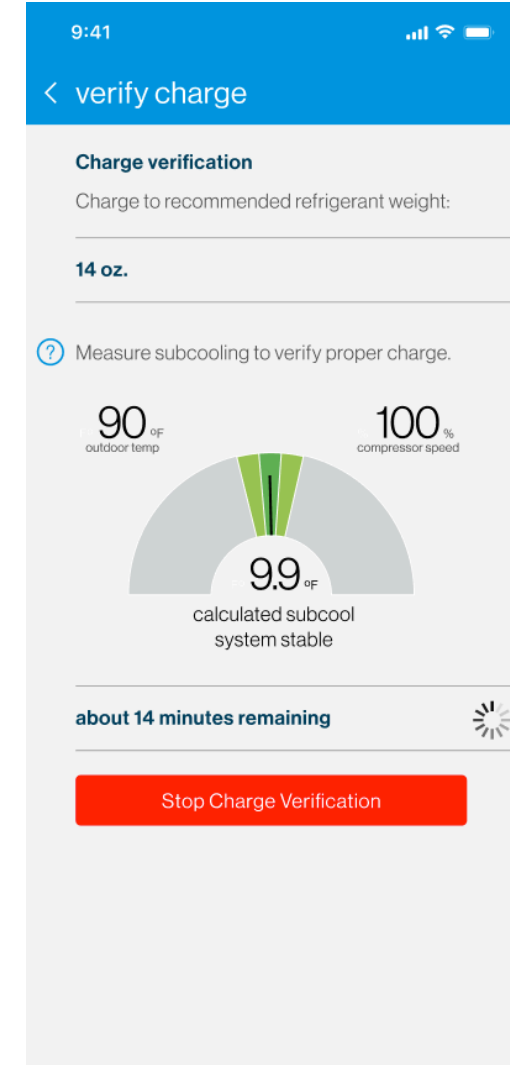 9:41
verify charge
Charge verification
Charge to recommended refrigerant weight:
14 oz.
? Measure subcooling to verify proper charge.
90 °F
outdoor temp
100 %
compressor speed
9.9 °F
calculated subcool
system stable
about 14 minutes remaining
Stop Charge Verification